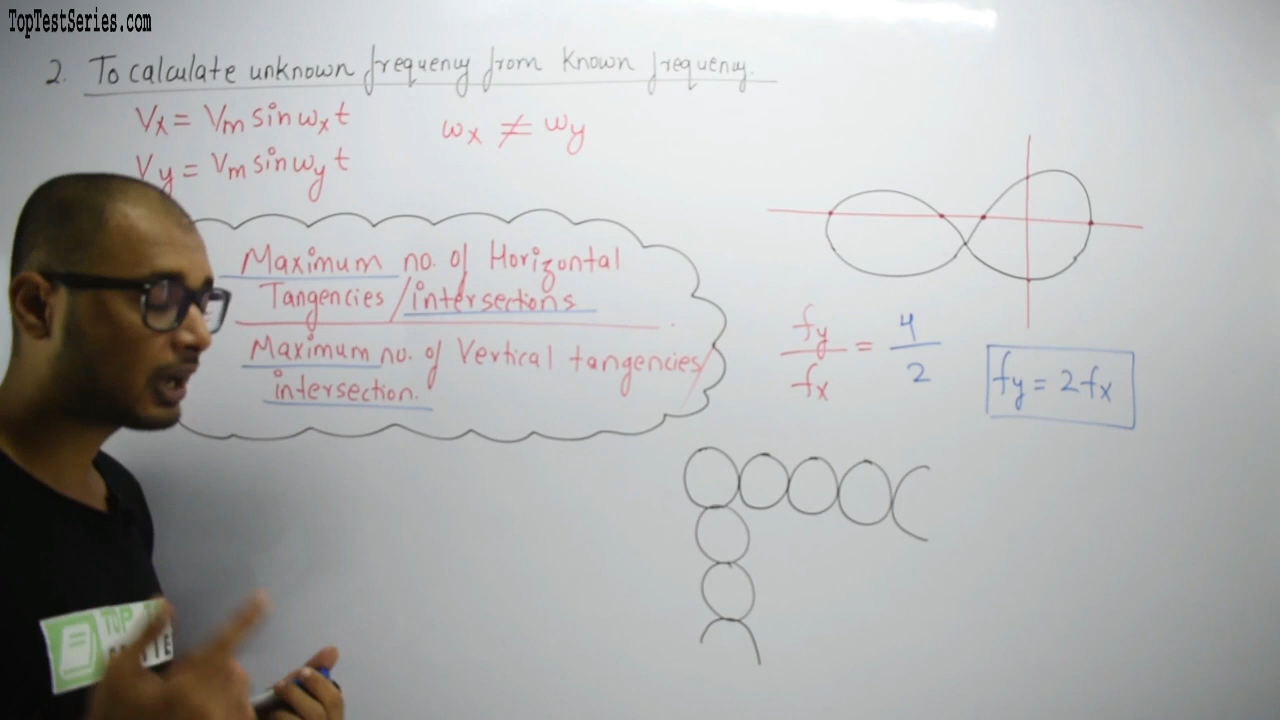 TopTestSeries.com
2. To calculate unknown frequency from known frequency.
Vx = Vm sin ωx t
ωx ≠ ωy
Vy = Vm sin ωy t
Maximum no. of Horizontal
Tangencies / intersections
Maximum no. of Vertical tangencies/
intersection.
fy/fx = 4/2
fy = 2fx
TOP